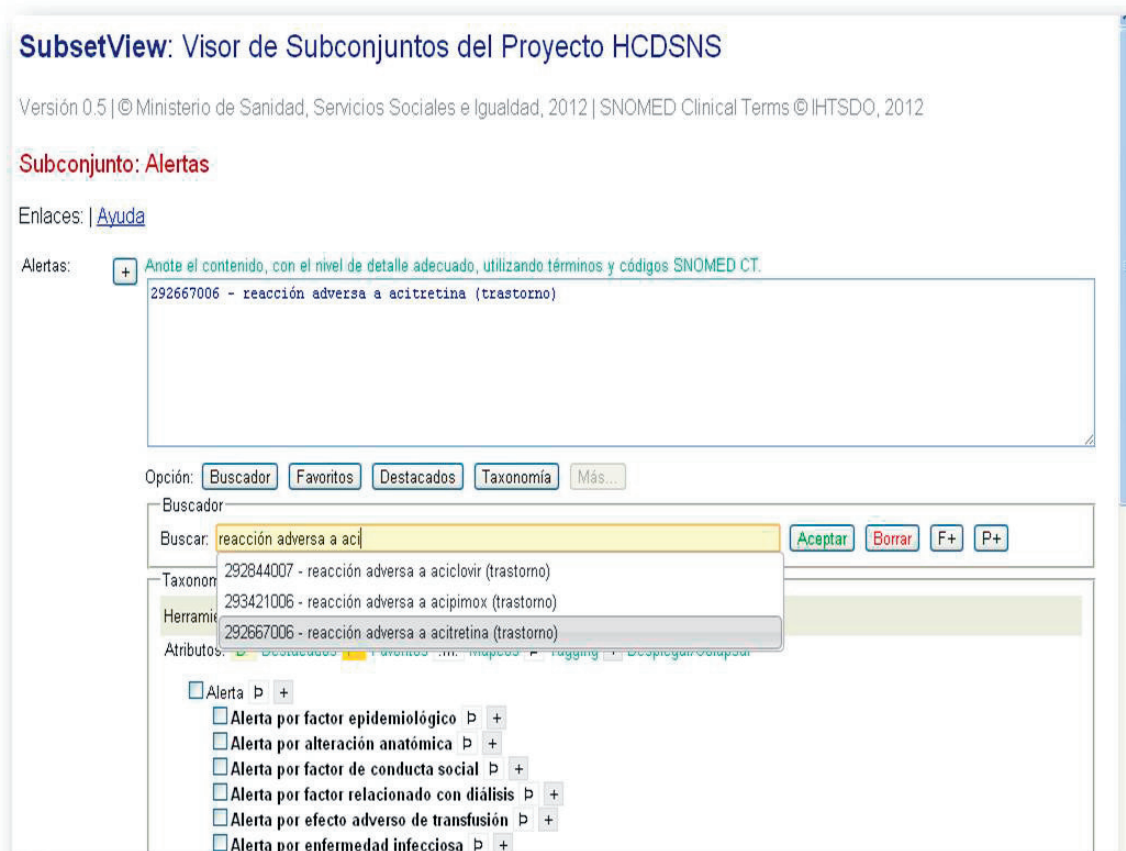 SubsetView: Visor de Subconjuntos del Proyecto HCDSNS
Versión 0.5 | © Ministerio de Sanidad, Servicios Sociales e Igualdad, 2012 | SNOMED Clinical Terms © IHTSDO, 2012
Subconjunto: Alertas
Enlaces: | Ayuda
Alertas: + Anote el contenido, con el nivel de detalle adecuado, utilizando términos y códigos SNOMED CT.
292667006 - reacción adversa a acitretina (trastorno)
Opción: Buscador Favoritos Destacados Taxonomía Más...
Buscador
Buscar: reacción adversa a aci Aceptar Borrar F+ P+
292844007 - reacción adversa a aciclovir (trastorno)
Taxonom
293421006 - reacción adversa a acipimox (trastorno)
Herramie
292667006 - reacción adversa a acitretina (trastorno)
Atributos: Destacados Favoritos .m. Mapeos Þ Tagging + Desplegar/Colapsar
Alerta Þ +
Alerta por factor epidemiológico Þ +
Alerta por alteración anatómica Þ +
Alerta por factor de conducta social Þ +
Alerta por factor relacionado con diálisis Þ +
Alerta por efecto adverso de transfusión Þ +
Alerta por enfermedad infecciosa Þ +